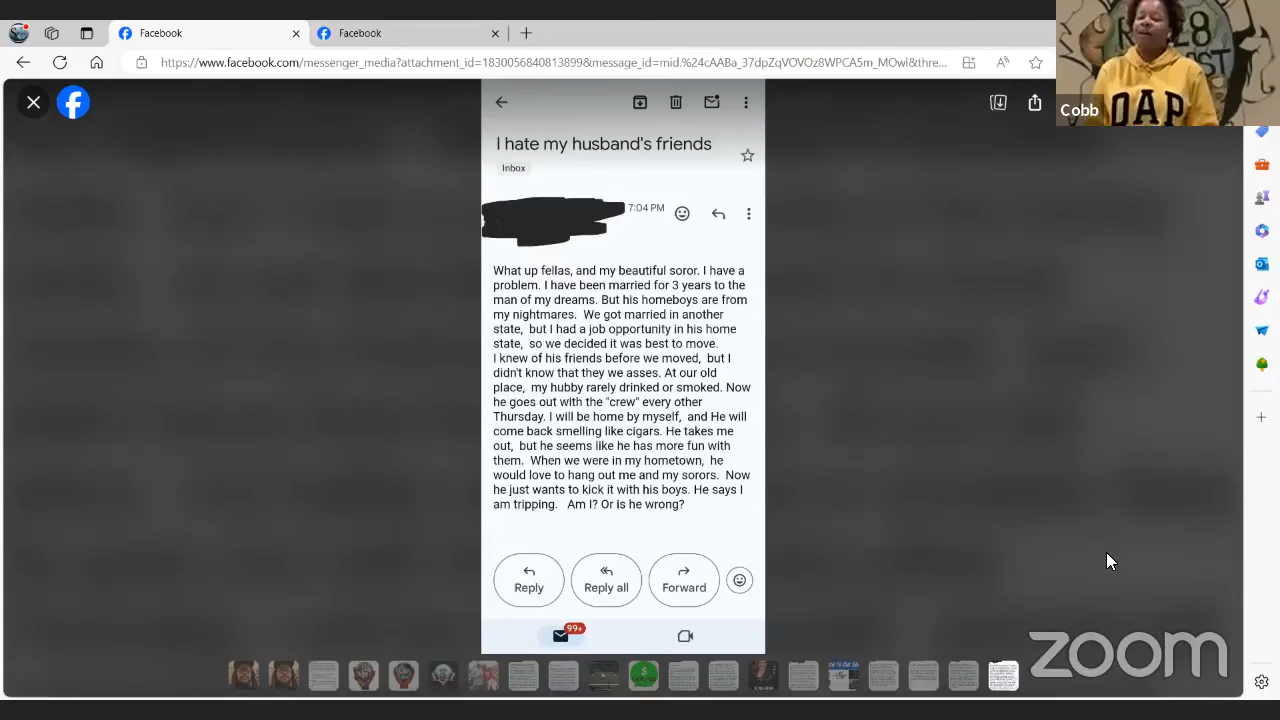 Facebook
Facebook
https://www.facebook.com/messenger_media?attachment_id=18300568408138998&message_id=mid.%24cAABa_37dpZqVOVOz8WPCA5m_MOwl&thre...
Cobb
OAP
I hate my husband's friends
Inbox
7:04 PM
What up fellas, and my beautiful soror. I have a
problem. I have been married for 3 years to the
man of my dreams. But his homeboys are from
my nightmares. We got married in another
state, but I had a job opportunity in his home
state, so we decided it was best to move.
I knew of his friends before we moved, but I
didn't know that they we asses. At our old
place, my hubby rarely drinked or smoked. Now
he goes out with the "crew" every other
Thursday. I will be home by myself, and He will
come back smelling like cigars. He takes me
out, but he seems like he has more fun with
them. When we were in my hometown, he
would love to hang out me and my sorors. Now
he just wants to kick it with his boys. He says I
am tripping. Am I? Or is he wrong?
Reply
Reply all
Forward
99+
zoom